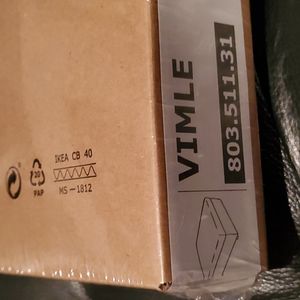 IKEA CB 40
20
PAP
MS-1812
VIMLE
803.511.31